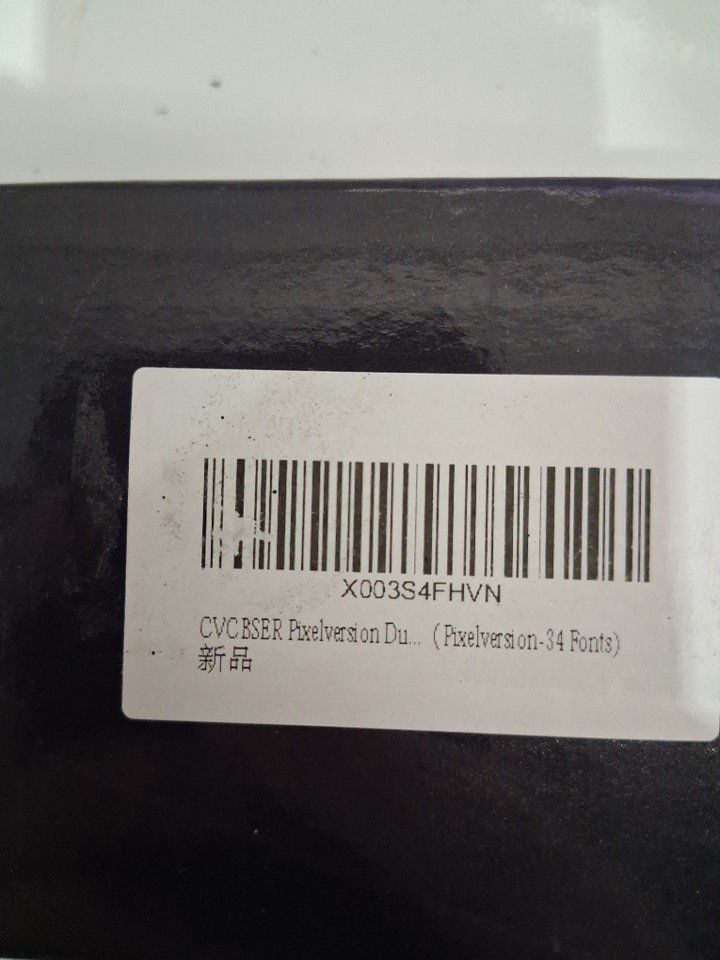 X003S4FHVN
CVCBSER Pixelversion Du... (Pixelversion-34 Fonts)
新品